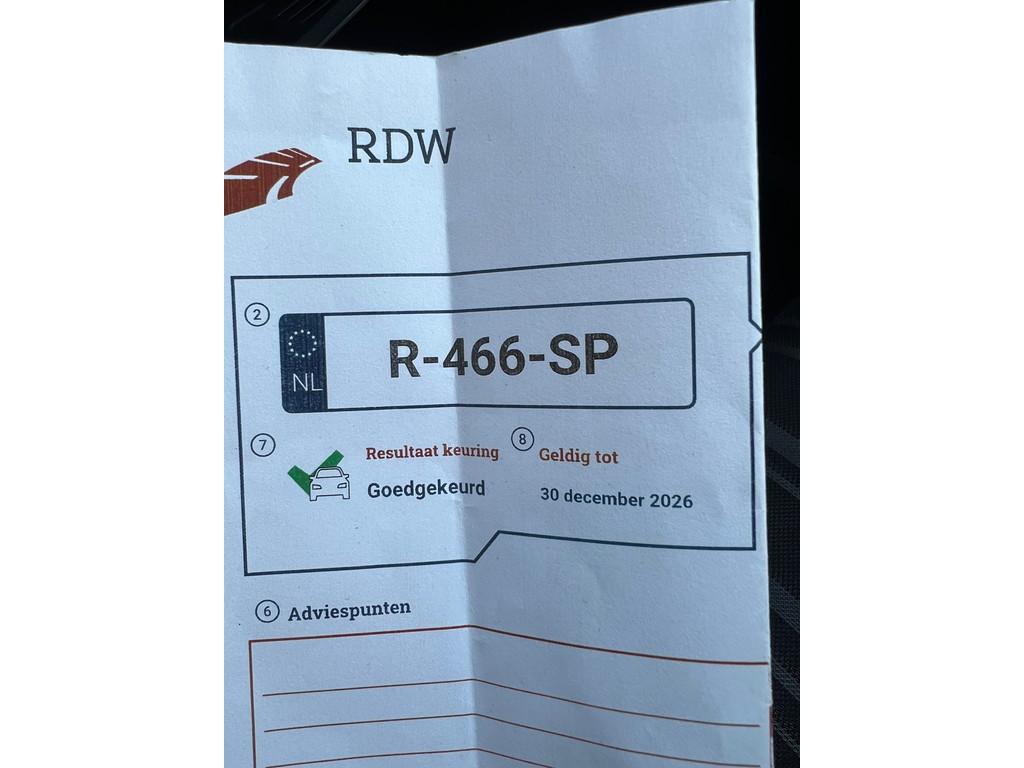 RDW
2
NL
R-466-SP
7
Resultaat keuring
8
Geldig tot
Goedgekeurd
30 december 2026
6
Adviespunten